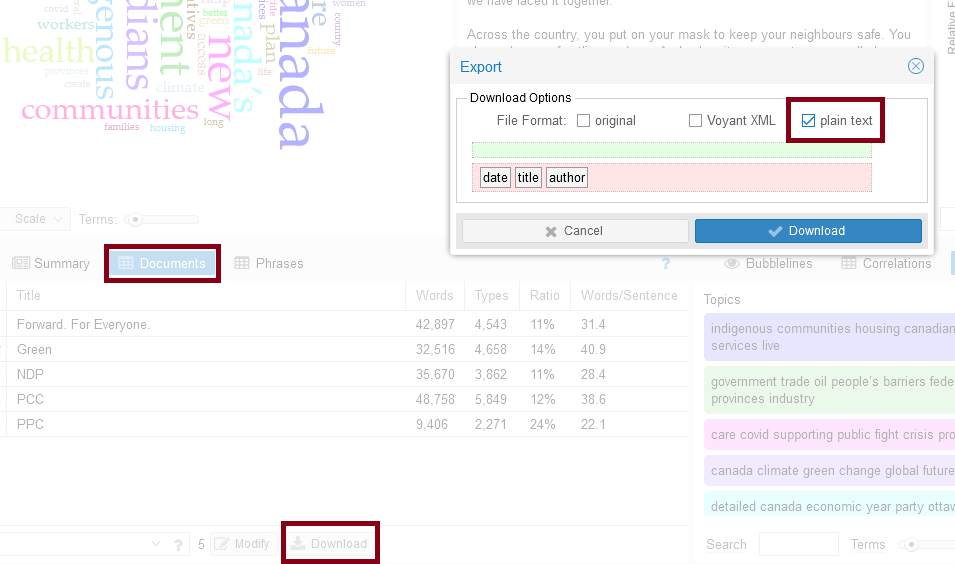 covid
workers
health
provinces
create
indigenous
communities
families
housing
climate
access
green
better
help
new
long
life
canada's
canada
plan
future
women
country
we have faced it together.
Across the country, you put on your mask to keep your neighbours safe. You
Relative F
Export
Download Options
File Format: original Voyant XML plain text
date title author
Cancel Download
Scale Terms:
Summary Documents Phrases ? Bubblelines Correlations
Title Words Types Ratio Words/Sentence
Forward. For Everyone. 42,897 4,543 11% 31.4
Green 32,516 4,658 14% 40.9
NDP 35,670 3,862 11% 28.4
PCC 48,758 5,849 12% 38.6
PPC 9,406 2,271 24% 22.1
Topics
indigenous communities housing canadian
services live
government trade oil people's barriers fede
provinces industry
care covid supporting public fight crisis pro
canada climate green change global future
detailed canada economic year party ottaw
? 5 Modify Download
Search Terms